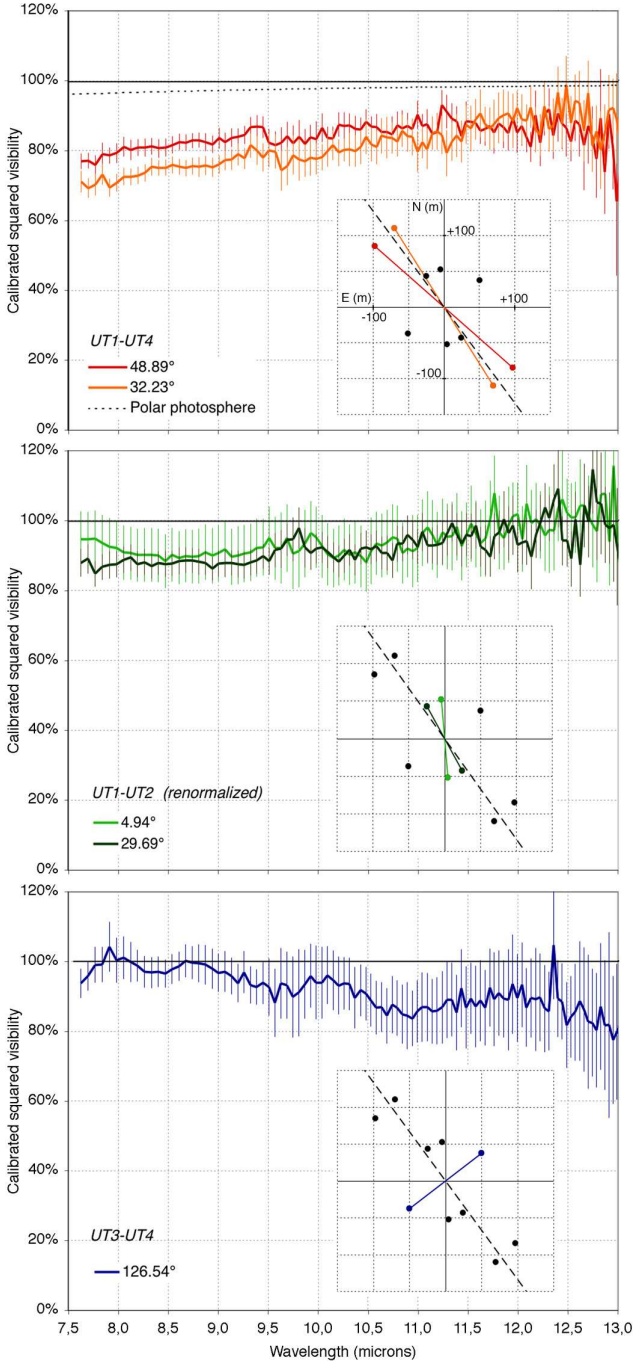 120%
100%
80%
60%
40%
20%
0%
Calibrated squared visibility
N (m)
+100
E (m)
-100
+100
-100
UT1-UT4
48.89°
32.23°
Polar photosphere
120%
100%
80%
60%
40%
20%
0%
Calibrated squared visibility
UT1-UT2 (renormalized)
4.94°
29.69°
120%
100%
80%
60%
40%
20%
0%
Calibrated squared visibility
UT3-UT4
126.54°
7,5 8,0 8,5 9,0 9,5 10,0 10,5 11,0 11,5 12,0 12,5 13,0
Wavelength (microns)